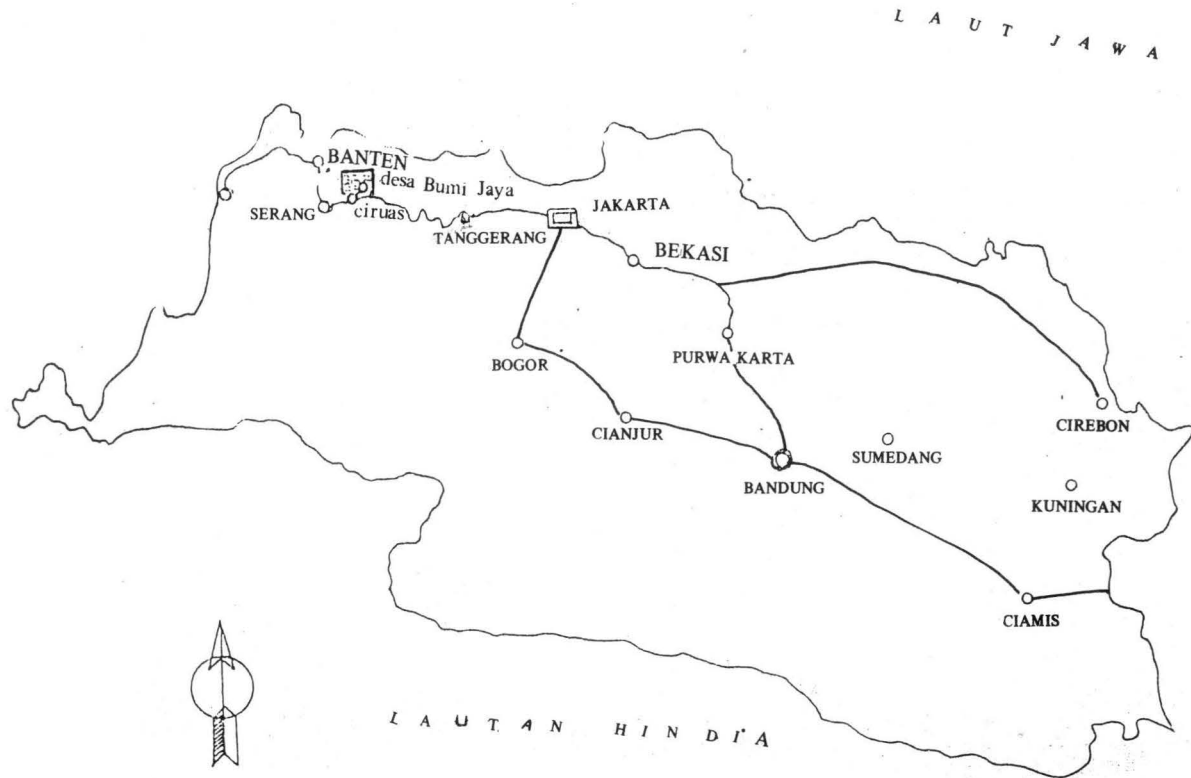 LAUT JAWA
BANTEN
desa Bumi Jaya
SERANG
ciruas
TANGGERANG
JAKARTA
BEKASI
BOGOR
PURWA KARTA
CIANJUR
CIREBON
SUMEDANG
BANDUNG
KUNINGAN
CIAMIS
LAUTAN HINDIA